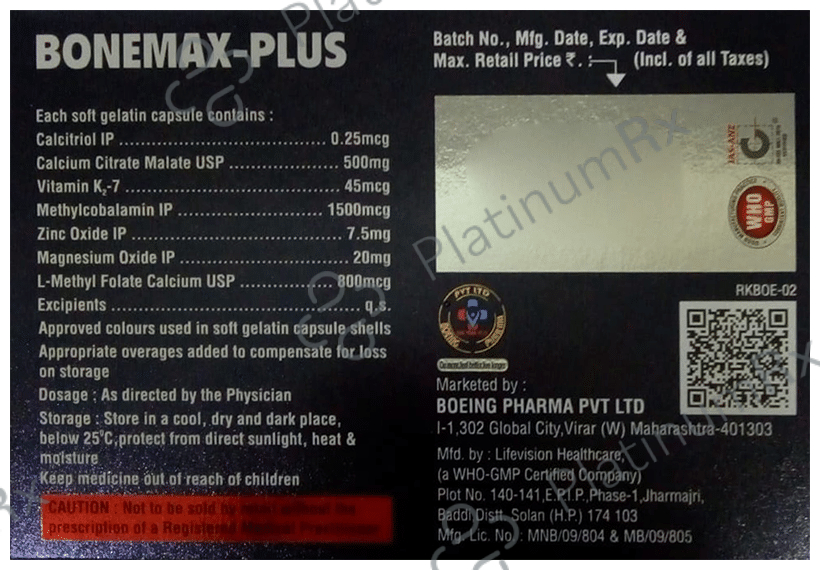 BONEMAX-PLUS
Each soft gelatin capsule contains :
Calcitriol IP ........ 0.25mcg
Calcium Citrate Malate USP ........ 500mg
Vitamin K2-7 ........ 45mcg
Methylcobalamin IP ........ 1500mcg
Zinc Oxide IP ........ 7.5mg
Magnesium Oxide IP ........ 20mg
L-Methyl Folate Calcium USP ........ 800mcg
Excipients ........ q.s.
Approved colours used in soft gelatin capsule shells
Appropriate overages added to compensate for loss
on storage
Dosage : As directed by the Physician
Storage : Store in a cool, dry and dark place,
below 25°C,protect from direct sunlight, heat &
moisture
Keep medicine out of reach of children
CAUTION : Not to be sold by retail without the
prescription of a Registered Medical Practitioner
Batch No., Mfg. Date, Exp. Date &
Max. Retail Price ₹. : (Incl. of all Taxes)
JAS-ANZ
WHO
GMP
RKBOE-02
PVT LTD
Marketed by :
BOEING PHARMA PVT LTD
I-1,302 Global City,Virar (W) Maharashtra-401303
Mfd. by : Lifevision Healthcare,
(a WHO-GMP Certified Company)
Plot No. 140-141,E.P.I.P.,Phase-1,Jharmajri,
Baddi Distt. Solan (H.P.) 174 103
Mfg. Lic. No. : MNB/09/804 & MB/09/805
PlatinumRx